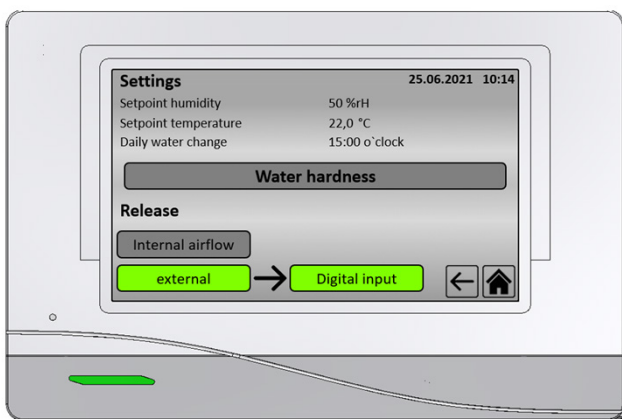 Settings 25.06.2021 10:14
Setpoint humidity 50 %rH
Setpoint temperature 22,0 °C
Daily water change 15:00 o`clock
Water hardness
Release
Internal airflow
external Digital input